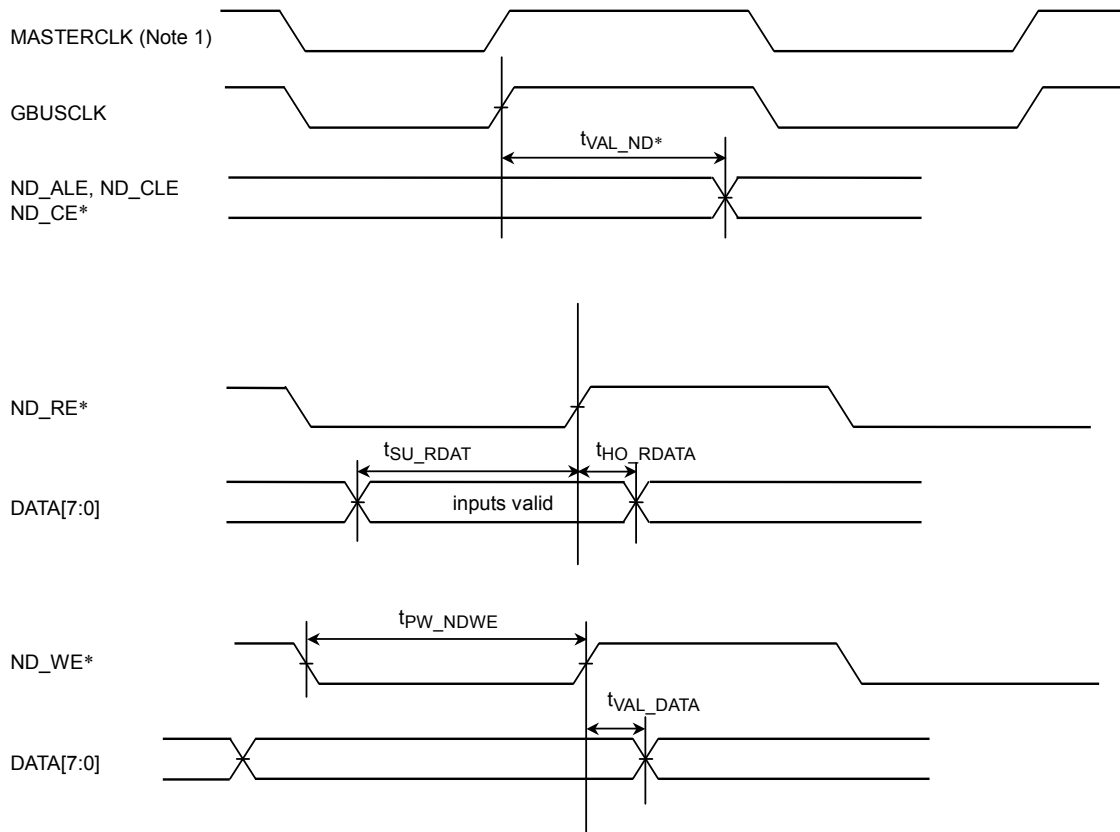 MASTERCLK (Note 1)
GBUSCLK
tVAL_ND*
ND_ALE, ND_CLE
ND_CE*
ND_RE*
tSU_RDAT
tHO_RDATA
DATA[7:0]
inputs valid
tPW_NDWE
ND_WE*
tVAL_DATA
DATA[7:0]